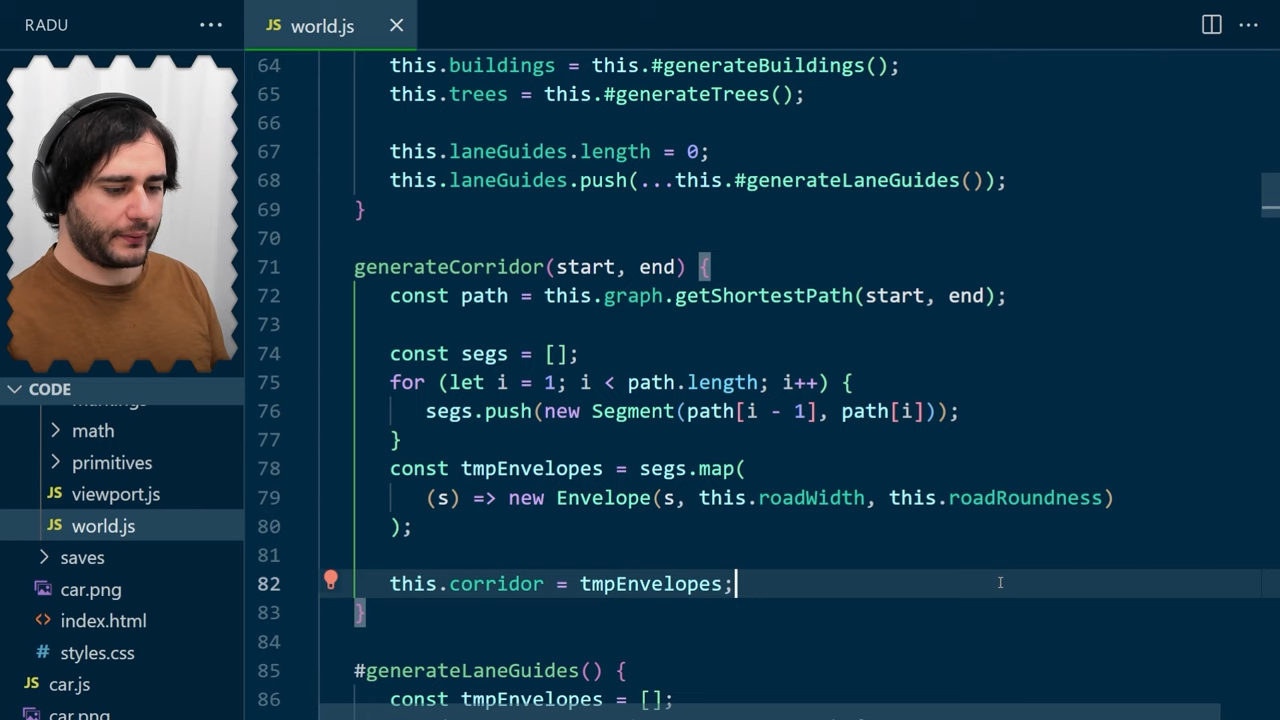 RADU
JS world.js
64 this.buildings = this.#generateBuildings();
65 this.trees = this.#generateTrees();
66
67 this.laneGuides.length = 0;
68 this.laneGuides.push(...this.#generateLaneGuides());
69 }
70
71 generateCorridor(start, end) {
72 const path = this.graph.getShortestPath(start, end);
73
74 const segs = [];
75 for (let i = 1; i < path.length; i++) {
76 segs.push(new Segment(path[i - 1], path[i]));
77 }
78 const tmpEnvelopes = segs.map(
79 (s) => new Envelope(s, this.roadWidth, this.roadRoundness)
80 );
81
82 this.corridor = tmpEnvelopes;
83 }
84
85 #generateLaneGuides() {
86 const tmpEnvelopes = [];
CODE
markings
math
primitives
JS viewport.js
JS world.js
saves
car.png
index.html
# styles.css
JS car.js
car.png